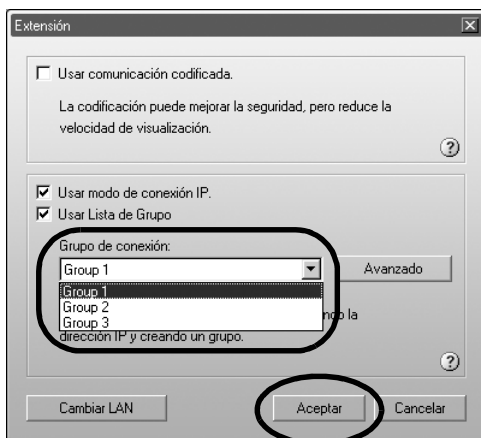 Extensión
Usar comunicación codificada.
La codificación puede mejorar la seguridad, pero reduce la
velocidad de visualización.
?
Usar modo de conexión IP.
Usar Lista de Grupo
Grupo de conexión:
Group 1
Avanzado
Group 1
Group 2
Group 3
la
dirección IP y creando un grupo.
?
Cambiar LAN
Aceptar
Cancelar